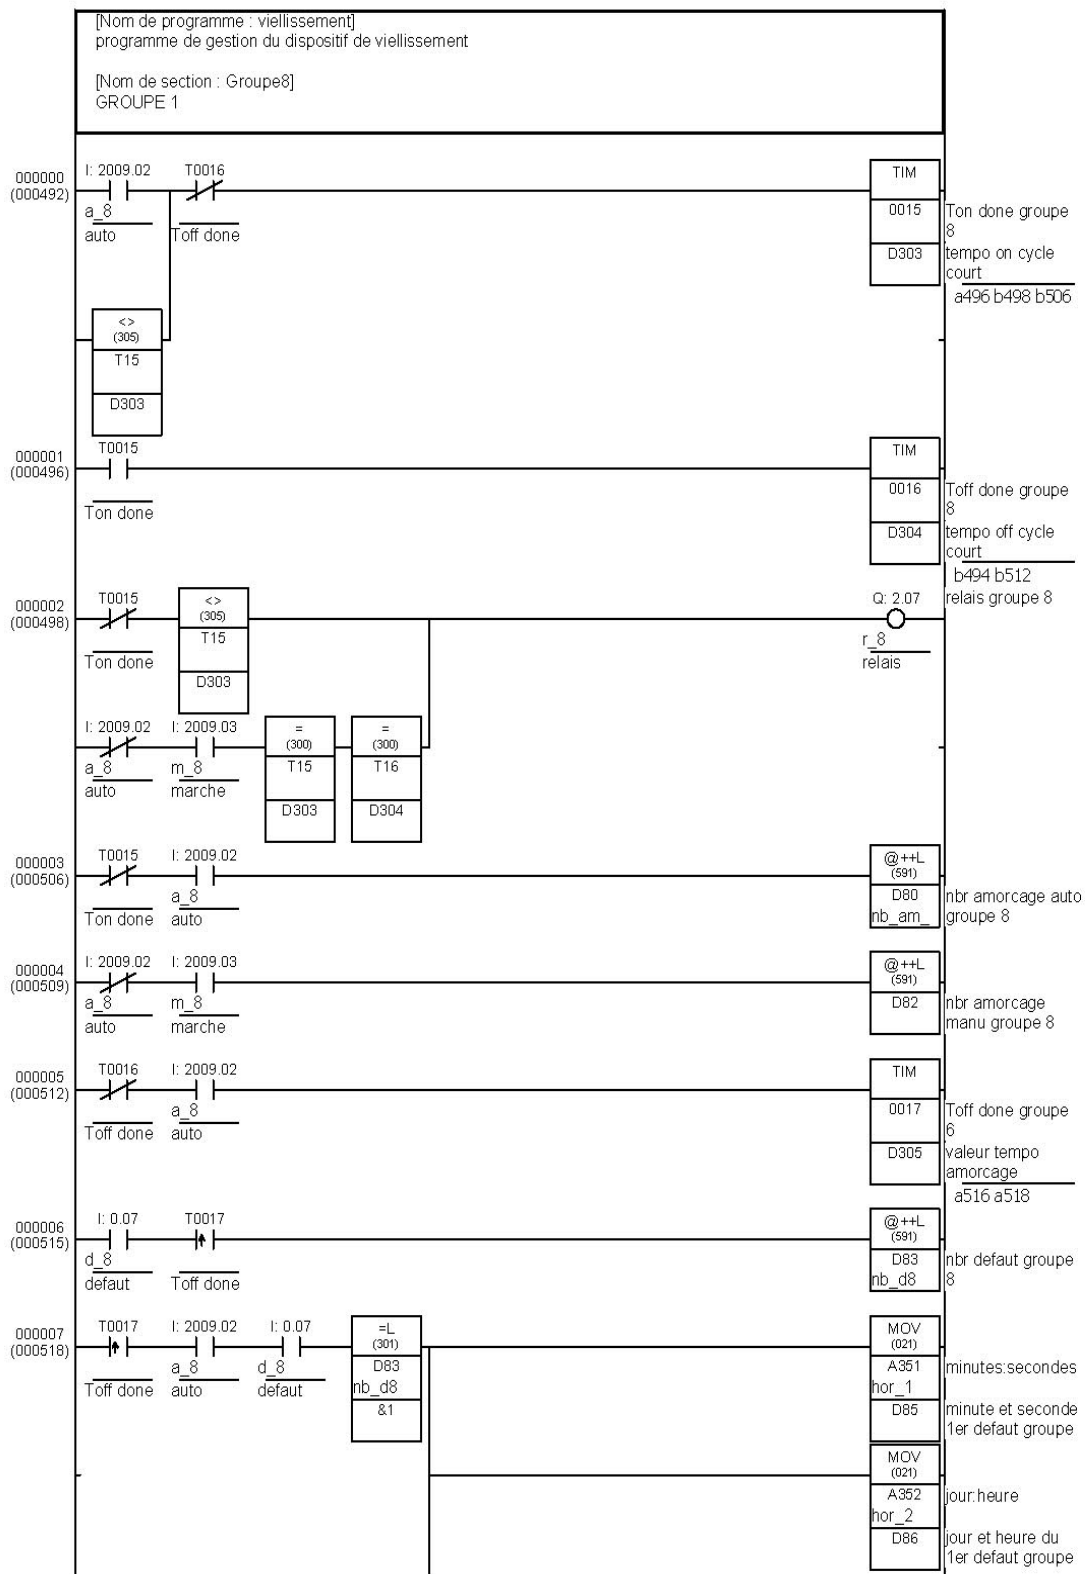 [Nom de programme : viellissement]
programme de gestion du dispositif de viellissement
[Nom de section : Groupe8]
GROUPE 1
000000
(000492)
I: 2009.02
T0016
a_8
auto
Toff done
TIM
0015
Ton done groupe
8
D303
tempo on cycle
court
a496 b498 b506
<>
(305)
T15
D303
000001
(000496)
T0015
Ton done
TIM
0016
Toff done groupe
8
D304
tempo off cycle
court
b494 b512
000002
(000498)
T0015
Ton done
<>
(305)
T15
D303
Q: 2.07
relais groupe 8
r_8
relais
I: 2009.02
I: 2009.03
a_8
auto
m_8
marche
=
(300)
T15
D303
=
(300)
T16
D304
000003
(000506)
T0015
I: 2009.02
Ton done
a_8
auto
@++L
(591)
D80
nb_am_
nbr amorcage auto
groupe 8
000004
(000509)
I: 2009.02
I: 2009.03
a_8
auto
m_8
marche
@++L
(591)
D82
nbr amorcage
manu groupe 8
000005
(000512)
T0016
I: 2009.02
Toff done
a_8
auto
TIM
0017
Toff done groupe
6
D305
valeur tempo
amorcage
a516 a518
000006
(000515)
I: 0.07
T0017
d_8
defaut
Toff done
@++L
(591)
D83
nb_d8
nbr defaut groupe
8
000007
(000518)
T0017
I: 2009.02
I: 0.07
Toff done
a_8
auto
d_8
defaut
=L
(301)
D83
nb_d8
&1
MOV
(021)
A351
hor_1
minutes:secondes
D85
minute et seconde
1er defaut groupe
MOV
(021)
A352
hor_2
jour:heure
D86
jour et heure du
1er defaut groupe